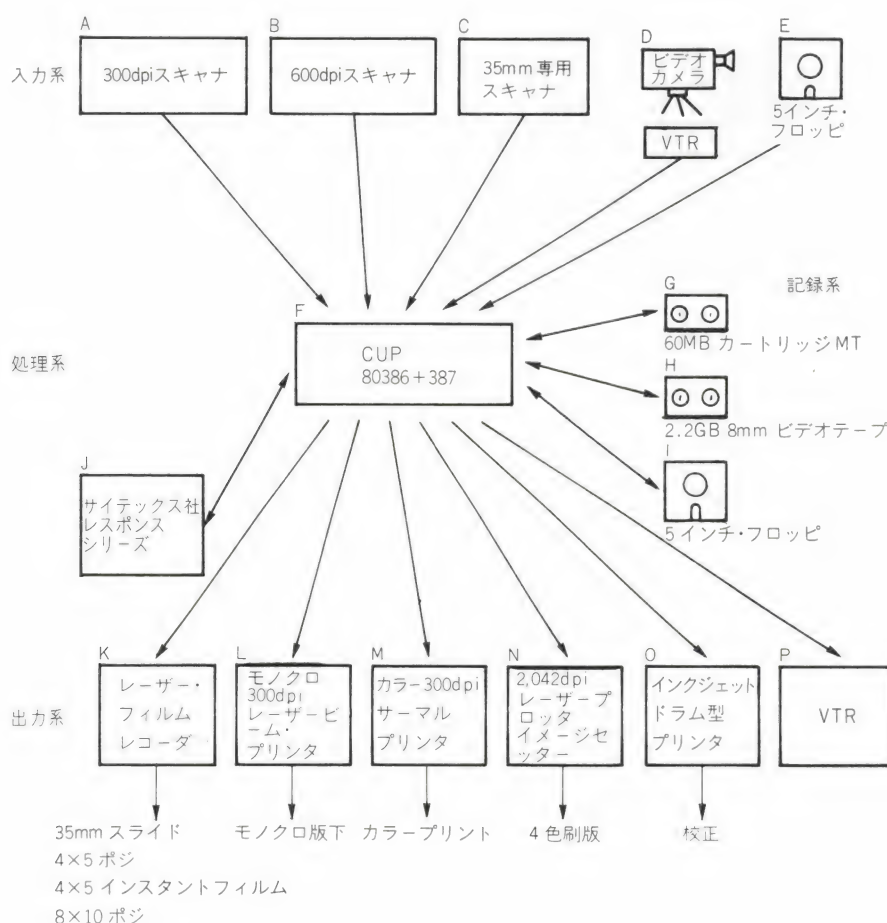 A
B
C
D
E
入力系
300dpiスキャナ
600dpiスキャナ
35mm専用
スキャナ
ビデオ
カメラ
VTR
5インチ・
フロッピ
F
処理系
CUP
80386+387
記録系
G
60MB カートリッジMT
H
2.2GB 8mm ビデオテープ
I
5インチ・フロッピ
J
サイテックス社
レスポンス
シリーズ
K
L
M
N
O
P
出力系
レーザー・
フィルム
レコーダ
モノクロ
300dpi
レーザービーム・
プリンタ
カラー300dpi
サーマル
プリンタ
2,042dpi
レーザープ
ロッタ
イメージセ
ッター
インクジェット
ドラム型
プリンタ
VTR
35mm スライド
4×5 ポジ
4×5 インスタントフィルム
8×10 ポジ
モノクロ版下
カラープリント
4色刷版
校正